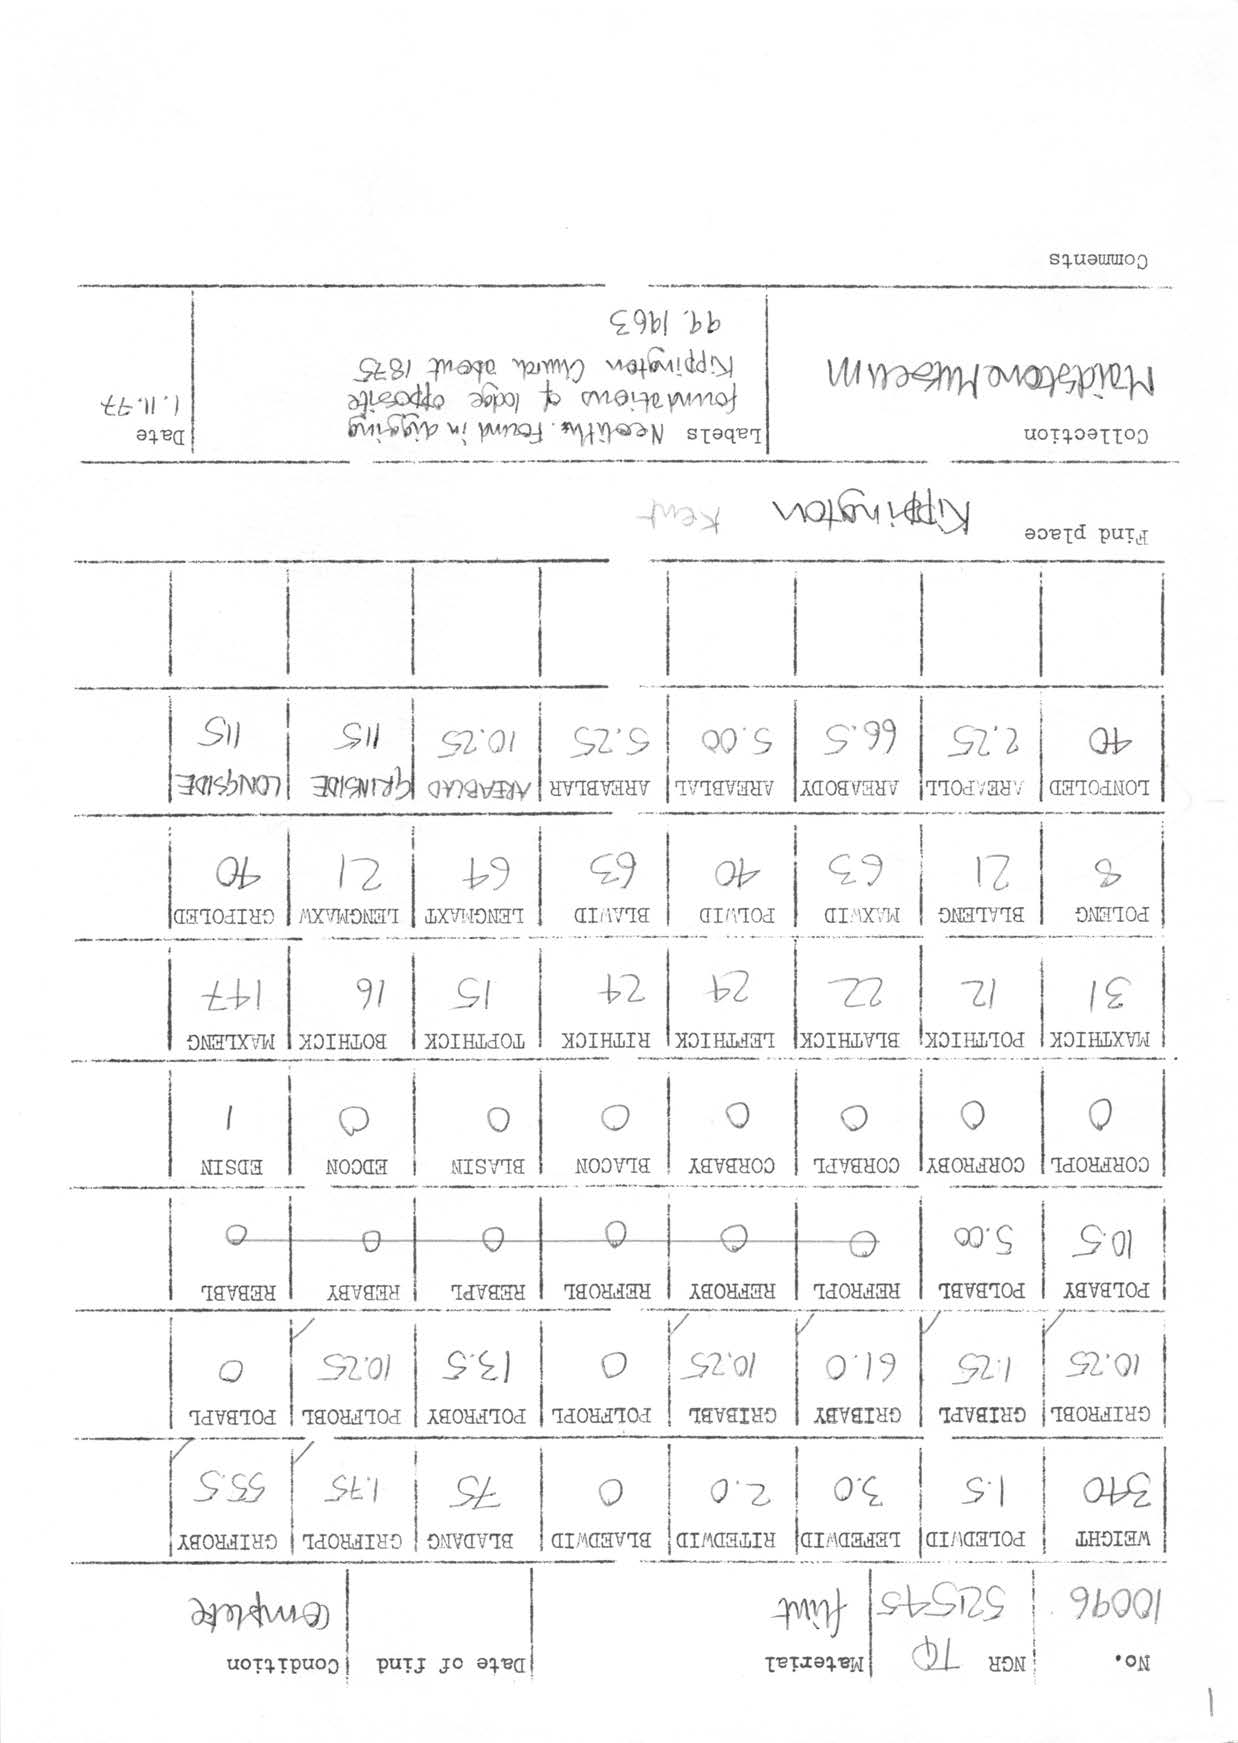 1
No. NGR TQ Material Date of find Condition
10096 521545 flint Complete
WEIGHT POLEDWID LEFEDWID RITEDWID BLAEDWID BLADANG GRIFROPL GRIFROBY
340 1.5 3.0 2.0 0 75 1.75 55.5
GRIFROBL GRIBAPL GRIBABY GRIBABL POLFROPL POLFROBY POLFROBL POLBAPL
10.25 1.25 61.0 10.25 0 13.5 10.25 0
POLBABY POLBABL REFROPL REFROBY REFROBL REBAPL REBABY REBABL
10.5 5.00 0 0 0 0 0 0
CORFROPL CORFROBY CORBAPL CORBABY BLACON BLASIN EDCON EDSIN
0 0 0 0 0 0 0 1
MAXTHICK POLTHICK BLATHICK LEFTHICK RITHICK TOPTHICK BOTHICK MAXLENG
31 12 22 24 24 15 16 147
POLENG BLALENG MAXWID POLWID BLAWID LENGMAXT LENGMAXW GRIPOLED
8 21 63 40 63 64 21 40
LONPOLED AREAPOLL AREABODY AREABLAL AREABLAR AREABLAD GRINSIDE LONGSIDE
40 2.25 66.5 5.00 5.25 10.25 115 115
Find place Kippington Kent
Collection Labels Neolithic. Found in digging Date
Maidstone Museum foundations of lodge opposite 1.11.77
Kippington Church about 1875
99.1963
Comments